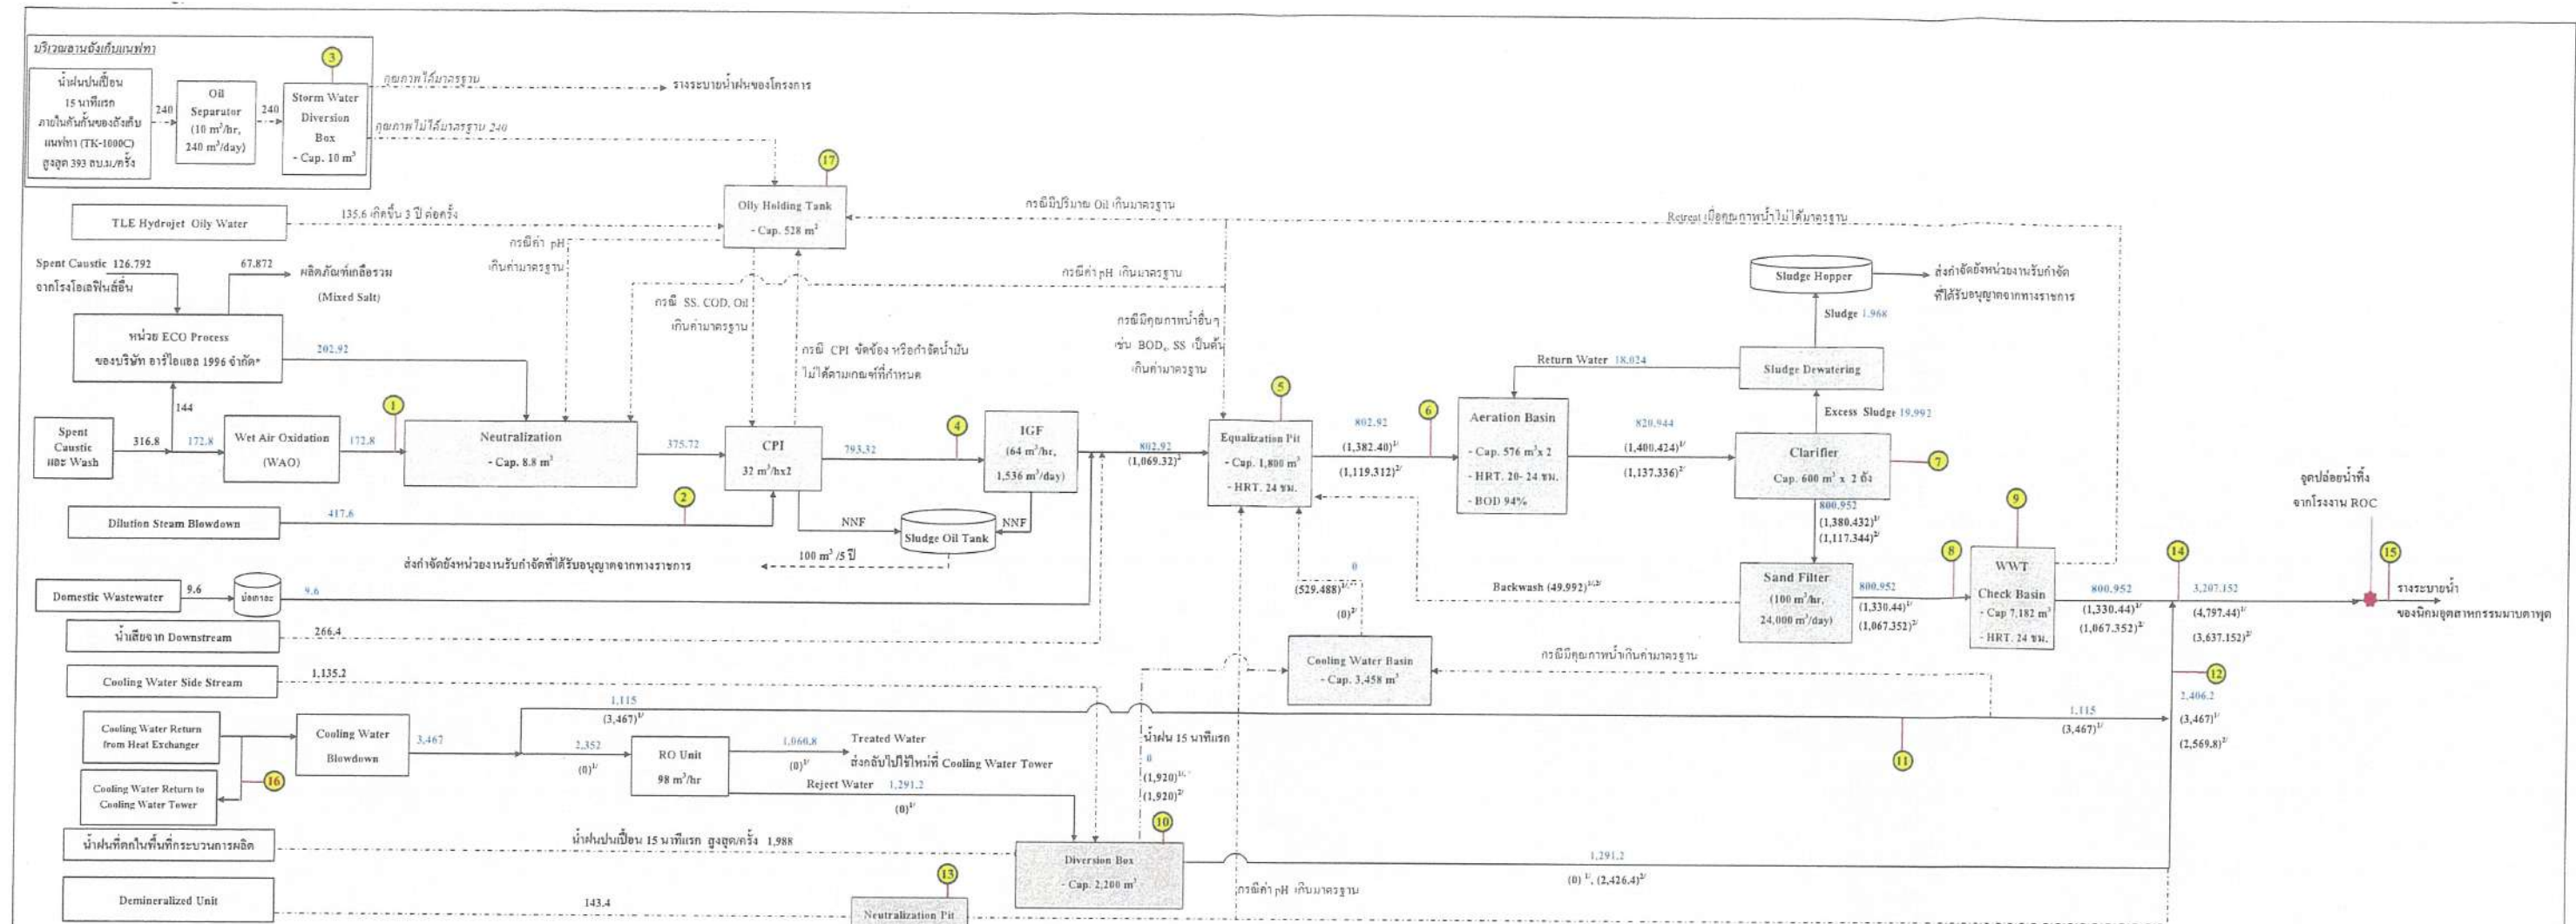 บริเวณลานถังเก็บแนฟทา
น้ำฝนปนเปื้อน
15 นาทีแรก
ภายในคันกั้นของถังเก็บ
แนฟทา (TK-1000C)
สูงสุด 393 ลบ.ม./ครั้ง
240
Oil
Separator
(10 m³/hr,
240 m³/day)
240
3
Storm Water
Diversion
Box
- Cap. 10 m³
คุณภาพได้มาตรฐาน
รางระบายน้ำฝนของโครงการ
คุณภาพไม่ได้มาตรฐาน 240
17
Oily Holding Tank
- Cap. 528 m²
TLE Hydrojet Oily Water
135.6 เกิดขึ้น 3 ปี ต่อครั้ง
กรณีมีปริมาณ Oil เกินมาตรฐาน
Retreat เมื่อคุณภาพน้ำไม่ได้มาตรฐาน
กรณีค่า pH
เกินค่ามาตรฐาน
กรณีค่า pH เกินมาตรฐาน
Spent Caustic 126.792
จากโรงโอเลฟินส์อื่น
67.872
ผลิตภัณฑ์เกลือรวม
(Mixed Salt)
กรณี SS, COD, Oil
เกินค่ามาตรฐาน
กรณี CPI ขัดข้อง หรือกำจัดน้ำมัน
ไม่ได้ตามเกณฑ์ที่กำหนด
กรณีมีคุณภาพน้ำอื่นๆ
เช่น BOD₅, SS เป็นต้น
เกินค่ามาตรฐาน
Sludge Hopper
ส่งกำจัดยังหน่วยงานรับกำจัด
ที่ได้รับอนุญาตจากทางราชการ
Sludge 1.968
หน่วย ECO Process
ของบริษัท อาร์ไอแอล 1996 จำกัด*
202.92
144
Return Water 18.024
Sludge Dewatering
Excess Sludge 19.992
Spent
Caustic
และ Wash
316.8
172.8
Wet Air Oxidation
(WAO)
172.8
1
Neutralization
- Cap. 8.8 m³
375.72
CPI
32 m³/hx2
793.32
4
IGF
(64 m³/hr,
1,536 m³/day)
802.92
(1,069.32)²
5
Equalization Pit
- Cap. 1,800 m³
- HRT. 24 ชม.
802.92
(1,382.40)¹/
(1,119.312)²/
6
Aeration Basin
- Cap. 576 m³x 2
- HRT. 20- 24 ชม.
- BOD 94%
820.944
(1,400.424)¹/
(1,137.336)²/
Clarifier
Cap. 600 m³ x 2 ถัง
7
Dilution Steam Blowdown
417.6
2
NNF
Sludge Oil Tank
NNF
100 m³ /5 ปี
ส่งกำจัดยังหน่วยงานรับกำจัดที่ได้รับอนุญาตจากทางราชการ
800.952
(1,380.432)¹/
(1,117.344)²/
จุดปล่อยน้ำทิ้ง
จากโรงงาน ROC
Domestic Wastewater
9.6
บ่อเกรอะ
9.6
0
(529.488)¹/,**
(0)²/
Backwash (49.992)¹/,²/
Sand Filter
(100 m³/hr,
24,000 m³/day)
800.952
(1,330.44)¹/
(1,067.352)²/
8
9
WWT
Check Basin
- Cap 7,182 m³
- HRT. 24 ชม.
800.952
(1,330.44)¹/
(1,067.352)²/
14
3,207.152
(4,797.44)¹/
(3,637.152)²/
15
รางระบายน้ำ
ของนิคมอุตสาหกรรมมาบตาพุด
น้ำเสียจาก Downstream
266.4
Cooling Water Side Stream
1,135.2
Cooling Water Basin
- Cap. 3,458 m³
กรณีมีคุณภาพน้ำเกินค่ามาตรฐาน
12
2,406.2
(3,467)¹/
(2,569.8)²/
Cooling Water Return
from Heat Exchanger
Cooling Water
Blowdown
3,467
1,115
(3,467)¹/
1,115
(3,467)¹/
11
2,352
(0)¹/
RO Unit
98 m³/hr
1,060.8
(0)¹/
Treated Water
ส่งกลับไปใช้ใหม่ที่ Cooling Water Tower
Reject Water 1,291.2
(0)¹/
16
Cooling Water Return to
Cooling Water Tower
น้ำฝน 15 นาทีแรก
0
(1,920)¹/
(1,920)²/
น้ำฝนที่ตกในพื้นที่กระบวนการผลิต
น้ำฝนปนเปื้อน 15 นาทีแรก สูงสุด/ครั้ง 1,988
10
Diversion Box
- Cap. 2,200 m³
1,291.2
(0) ¹/, (2,426.4)²/
กรณีค่า pH เกินมาตรฐาน
Demineralized Unit
143.4
13
Neutralization Pit